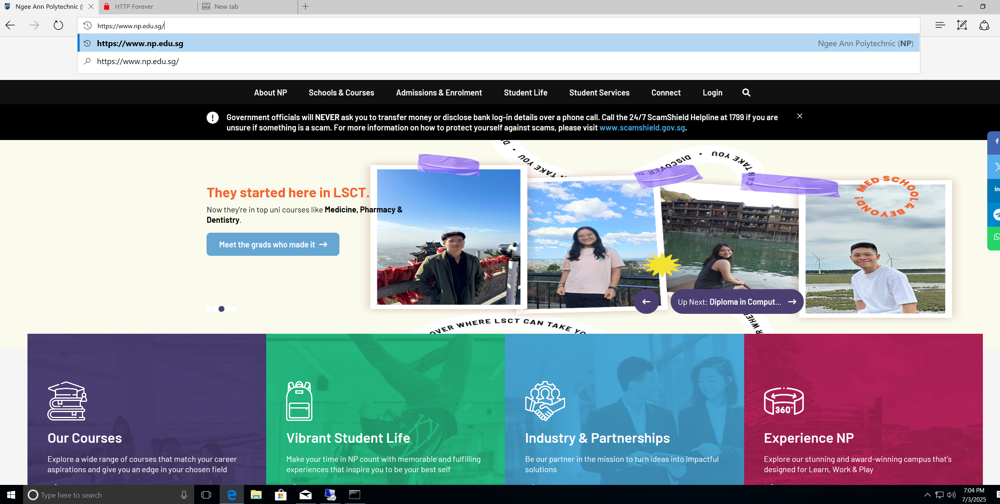 Ngee Ann Polytechnic (
HTTP Forever
New tab
https://www.np.edu.sg/
https://www.np.edu.sg
Ngee Ann Polytechnic (NP)
https://www.np.edu.sg/
About NP
Schools & Courses
Admissions & Enrolment
Student Life
Student Services
Connect
Login
Government officials will NEVER ask you to transfer money or disclose bank log-in details over a phone call. Call the 24/7 ScamShield Helpline at 1799 if you are
unsure if something is a scam. For more information on how to protect yourself against scams, please visit www.scamshield.gov.sg.
DISCOVER
CAN TAKE YOU
TAKE YOU
MED SCHOOL & BEYOND!
They started here in LSCT.
Now they're in top uni courses like Medicine, Pharmacy &
Dentistry.
Meet the grads who made it
Up Next: Diploma in Comput...
OVER WHERE LSCT CAN TAKE YO
R WHE
360°
Our Courses
Explore a wide range of courses that match your career
aspirations and give you an edge in your chosen field
Vibrant Student Life
Make your time in NP count with memorable and fulfilling
experiences that inspire you to be your best self
Industry & Partnerships
Be our partner in the mission to turn ideas into impactful
solutions
Experience NP
Explore our stunning and award-winning campus that's
designed for Learn, Work & Play
Type here to search
7:04 PM
7/3/2025